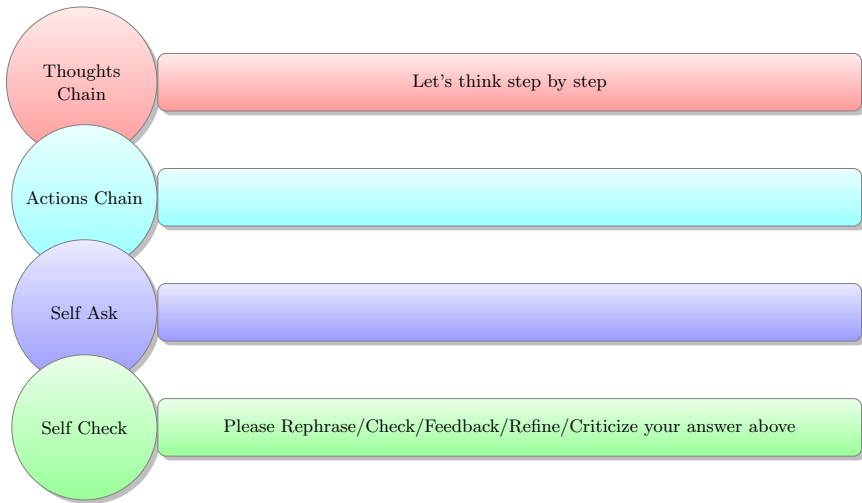 Thoughts
Chain
Let's think step by step
Actions Chain
Self Ask
Self Check
Please Rephrase/Check/Feedback/Refine/Criticize your answer above